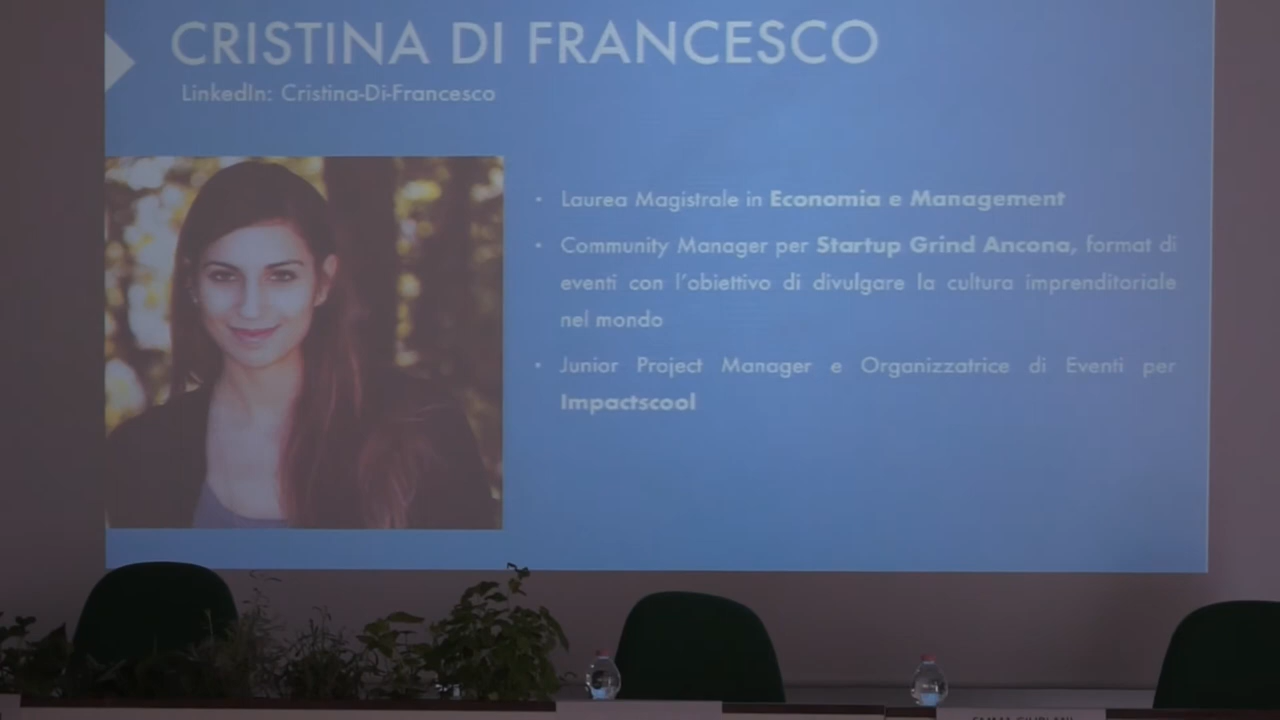 CRISTINA DI FRANCESCO
LinkedIn: Cristina-Di-Francesco
• Laurea Magistrale in Economia e Management
• Community Manager per Startup Grind Ancona, format di
eventi con l'obiettivo di divulgare la cultura imprenditoriale
nel mondo
• Junior Project Manager e Organizzatrice di Eventi per
Impactscool